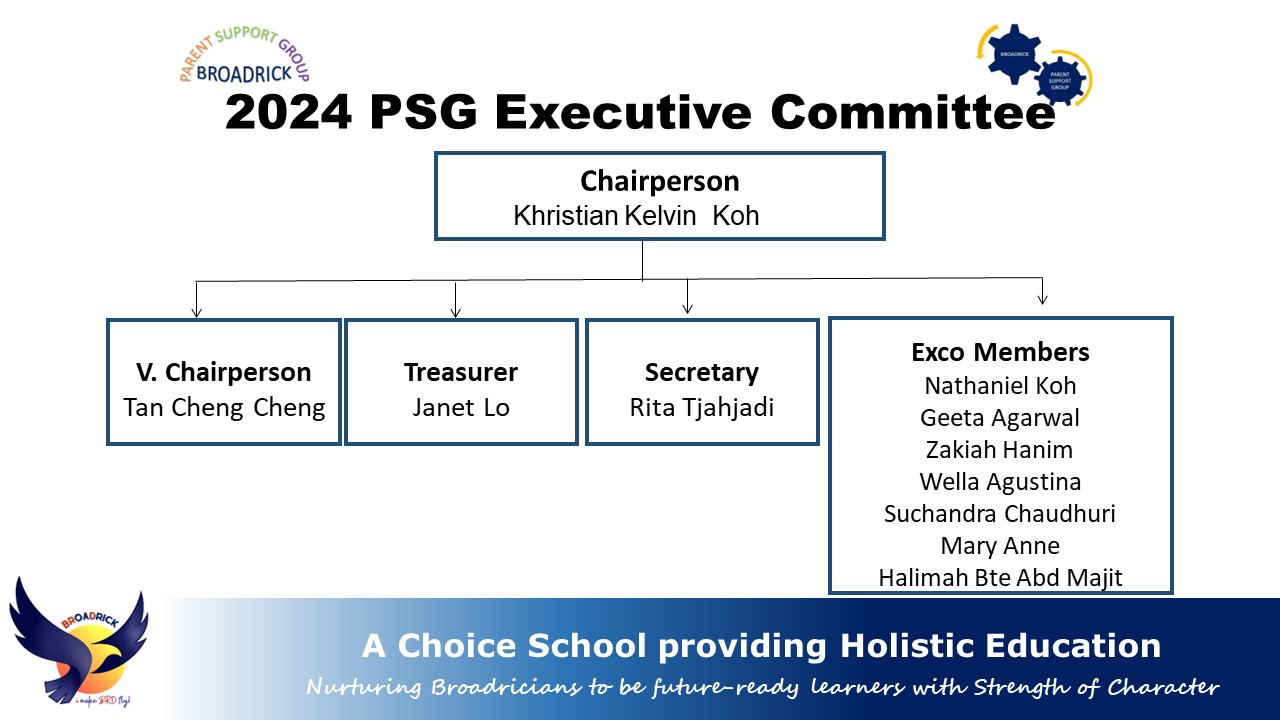 PARENT SUPPORT GROUP
BROADRICK
BROADRICK
PARENT
SUPPORT
GROUP
2024 PSG Executive Committee
Chairperson
Khristian Kelvin  Koh
V. Chairperson
Tan Cheng Cheng
Treasurer
Janet Lo
Secretary
Rita Tjahjadi
Exco Members
Nathaniel Koh
Geeta Agarwal
Zakiah Hanim
Wella Agustina
Suchandra Chaudhuri
Mary Anne
Halimah Bte Abd Majit
BROADRICK
i make BRD fly!
A Choice School providing Holistic Education
Nurturing Broadricians to be future-ready learners with Strength of Character